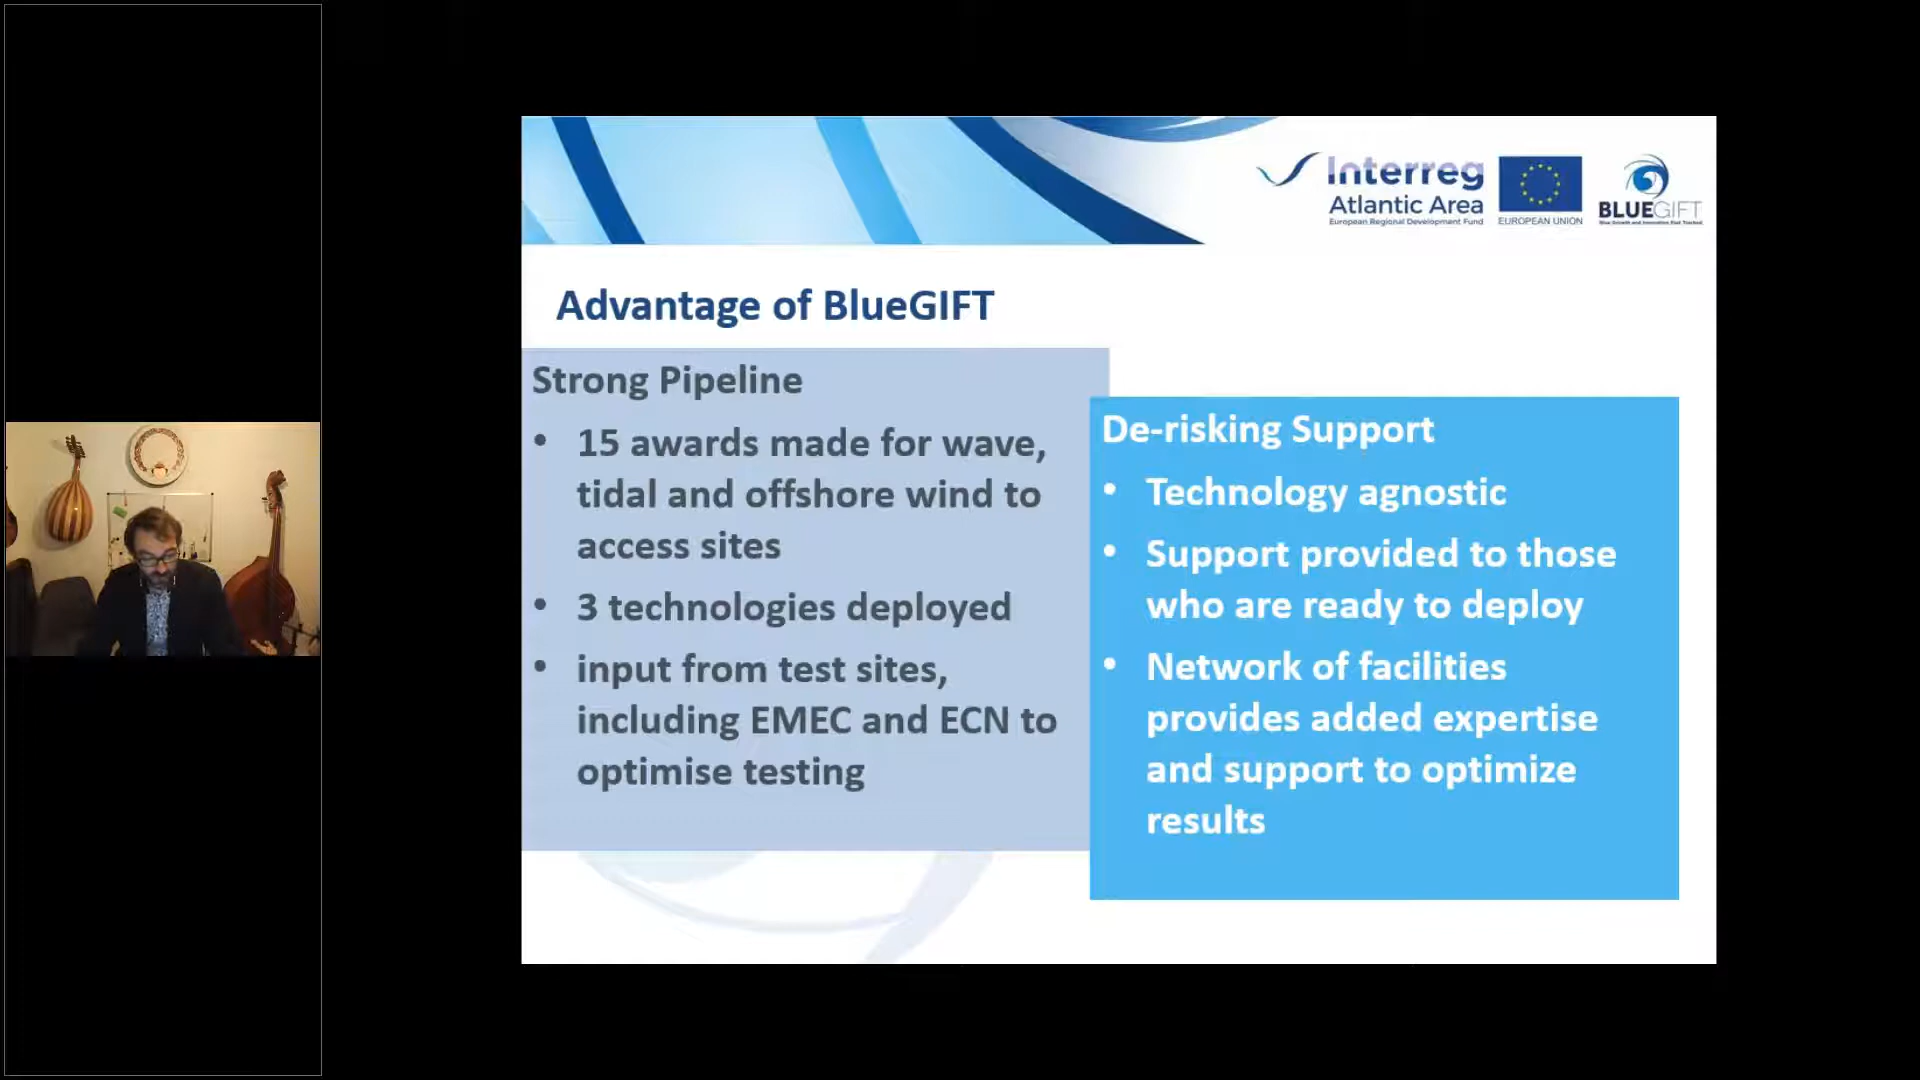 Interreg
Atlantic Area
European Regional Development Fund
EUROPEAN UNION
BLUEGIFT
Advantage of BlueGIFT
Strong Pipeline
• 15 awards made for wave,
tidal and offshore wind to
access sites
• 3 technologies deployed
• input from test sites,
including EMEC and ECN to
optimise testing
De-risking Support
• Technology agnostic
• Support provided to those
who are ready to deploy
• Network of facilities
provides added expertise
and support to optimize
results